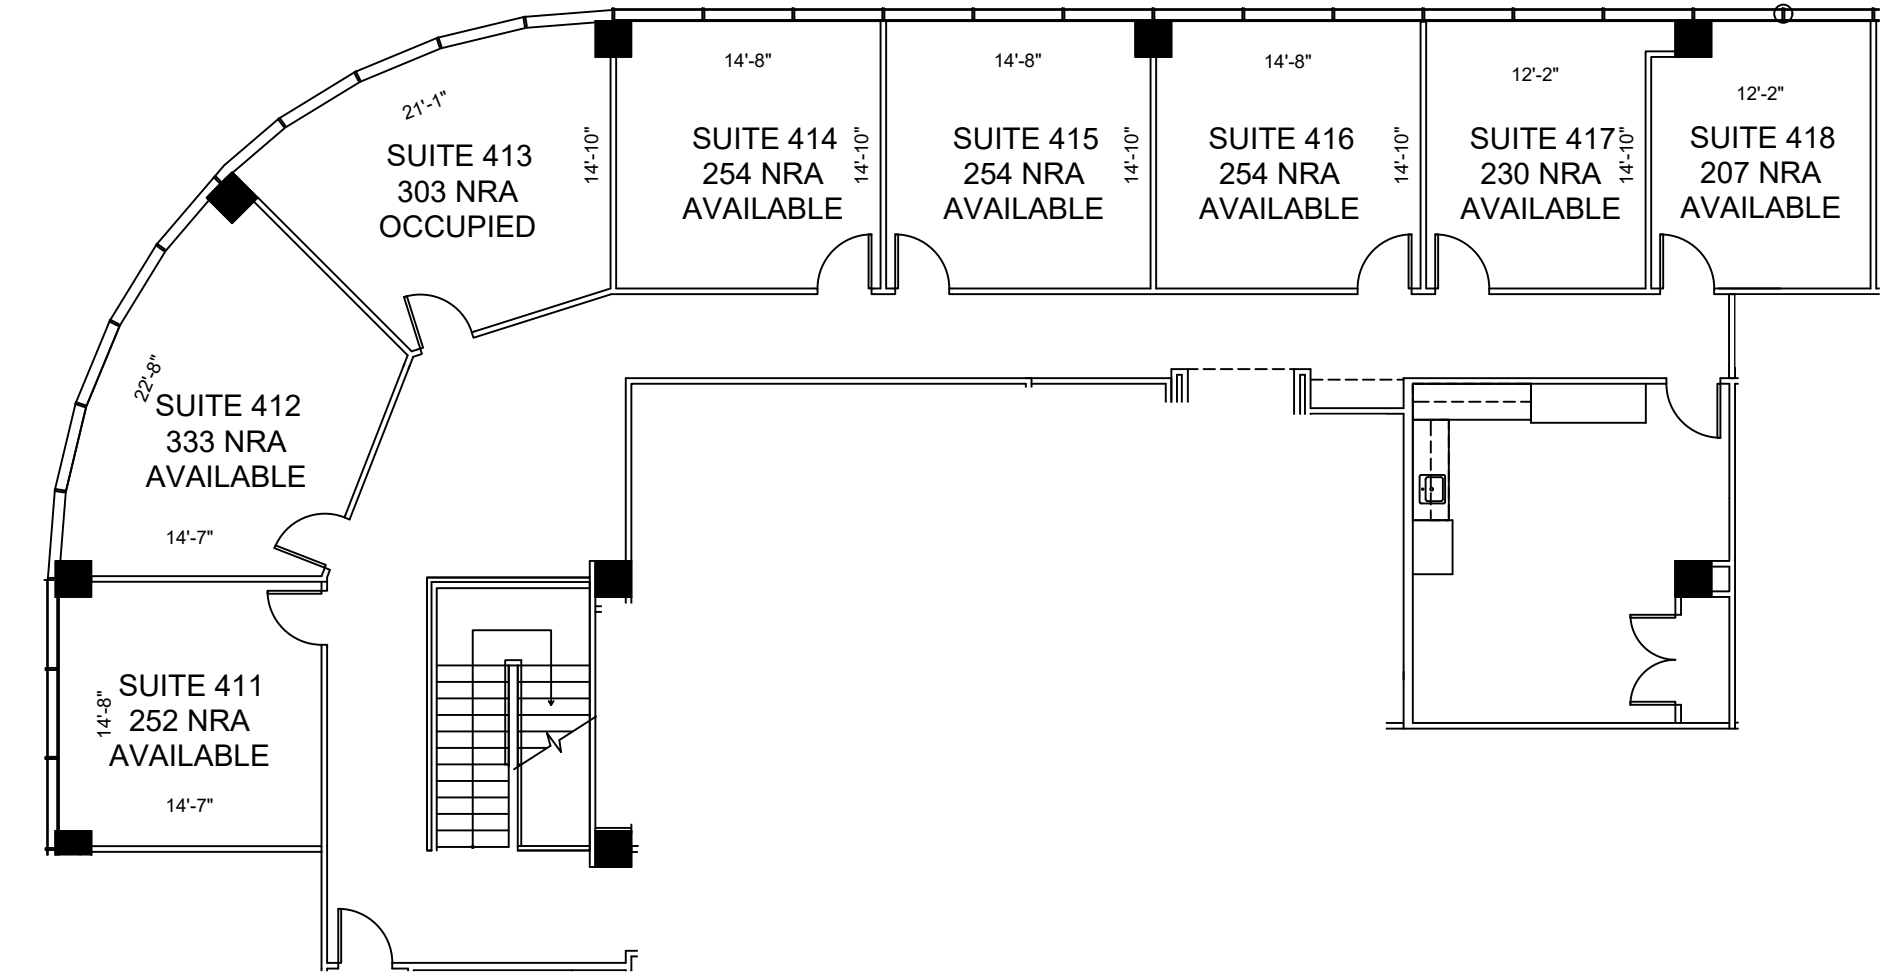 14'-8"
14'-8"
14'-8"
12'-2"
12'-2"
21'-1"
SUITE 413
303 NRA
OCCUPIED
14'-10"
SUITE 414
254 NRA
AVAILABLE
14'-10"
SUITE 415
254 NRA
AVAILABLE
14'-10"
SUITE 416
254 NRA
AVAILABLE
14'-10"
SUITE 417
230 NRA
AVAILABLE
14'-10"
SUITE 418
207 NRA
AVAILABLE
22'-8"
SUITE 412
333 NRA
AVAILABLE
14'-7"
14'-8"
SUITE 411
252 NRA
AVAILABLE
14'-7"